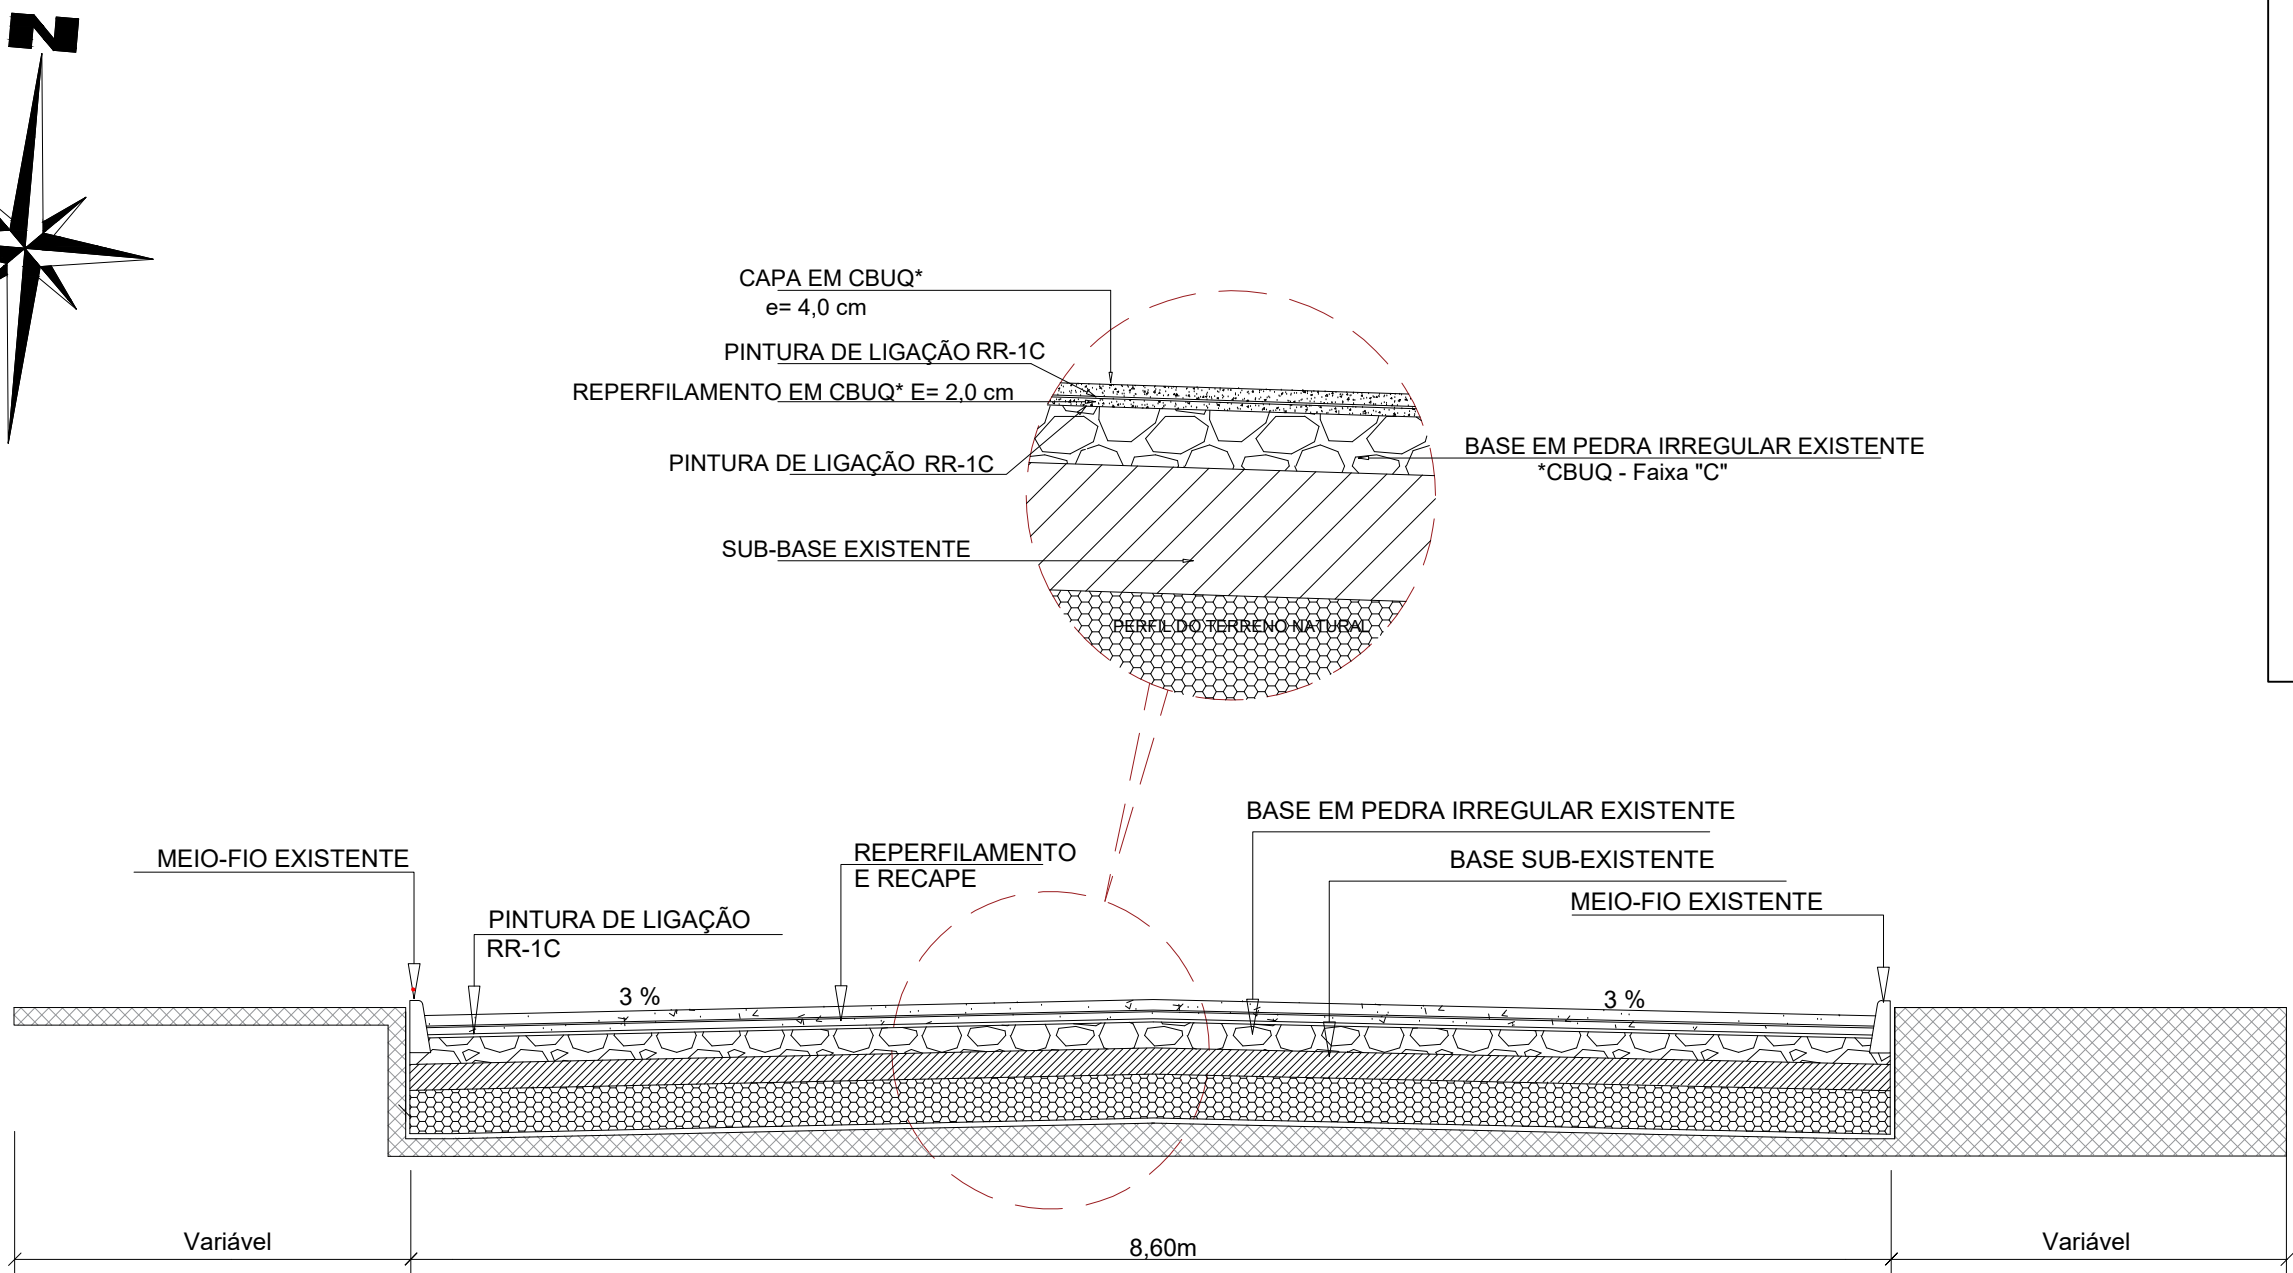 N
CAPA EM CBUQ*
e= 4,0 cm
PINTURA DE LIGAÇÃO RR-1C
REPERFILAMENTO EM CBUQ* E= 2,0 cm
PINTURA DE LIGAÇÃO RR-1C
BASE EM PEDRA IRREGULAR EXISTENTE
*CBUQ - Faixa "C"
SUB-BASE EXISTENTE
PERFIL DO TERRENO NATURAL
BASE EM PEDRA IRREGULAR EXISTENTE
MEIO-FIO EXISTENTE
REPERFILAMENTO
E RECAPE
BASE SUB-EXISTENTE
MEIO-FIO EXISTENTE
PINTURA DE LIGAÇÃO
RR-1C
3 %
3 %
Variável
8,60m
Variável